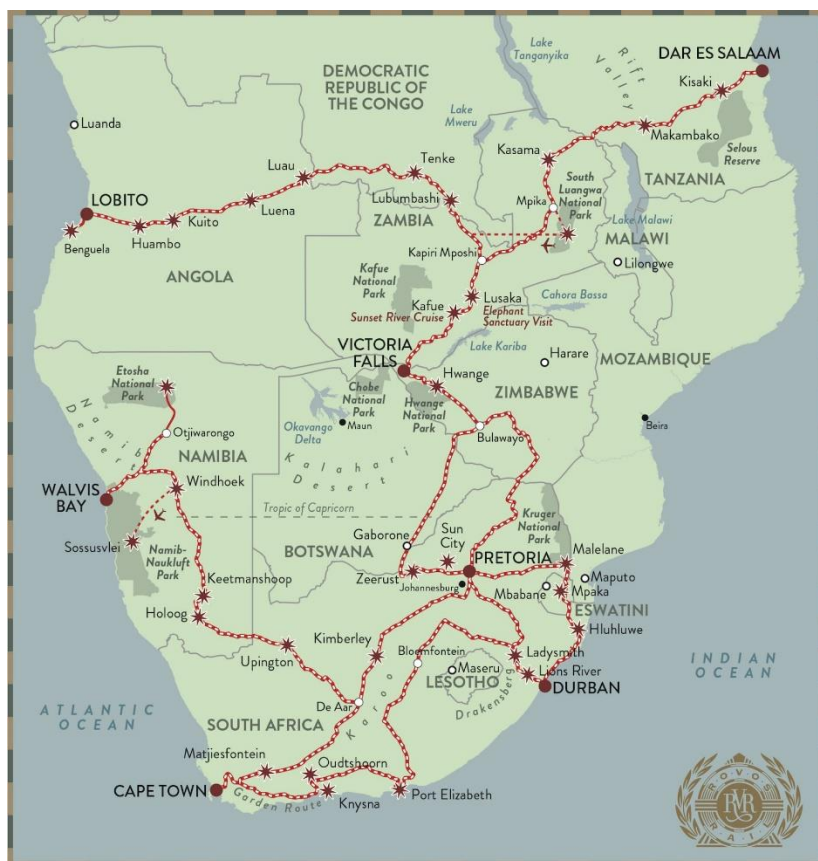 DAR ES SALAAM
Lake
Tanganyika
Rift
Valley
Kisaki
DEMOCRATIC
REPUBLIC OF
THE CONGO
Lake
Mweru
Makambako
Selous
Reserve
TANZANIA
Luanda
Kasama
Tenke
Luau
South
Luangwa
National
Park
LOBITO
Lubumbashi
Mpika
Luena
ZAMBIA
Lake Malawi
Kuito
Huambo
Benguela
MALAWI
Kapiri Mposhi
Lilongwe
ANGOLA
Kafue
National
Park
Lusaka
Kafue
Cahora Bassa
Sunset River Cruise
Elephant
Sanctuary Visit
VICTORIA
FALLS
Lake Kariba
Harare
MOZAMBIQUE
Hwange
ZIMBABWE
Etosha
National
Park
Chobe
National
Park
Hwange
National
Park
Okavango
Delta
Maun
Beira
Namib
Desert
Otjiwarongo
Bulawayo
NAMIBIA
Kalahari
Desert
WALVIS
BAY
Windhoek
Tropic of Capricorn
Kruger
National
Park
Sossusvlei
Namib-
Naukluft
Park
Gaborone
Sun
City
BOTSWANA
PRETORIA
Malelane
Zeerust
Johannesburg
Maputo
Mbabane
Mpaka
ESWATINI
Keetmanshoop
Holoog
Hluhluwe
Kimberley
Bloemfontein
Ladysmith
Upington
Maseru
Lions River
LESOTHO
DURBAN
Drakensberg
INDIAN
OCEAN
De Aar
Karoo
ATLANTIC
OCEAN
SOUTH AFRICA
Matjiesfontein
Oudtshoorn
CAPE TOWN
Garden Route
Knysna
Port Elizabeth
ROVOS
RVR
RAIL